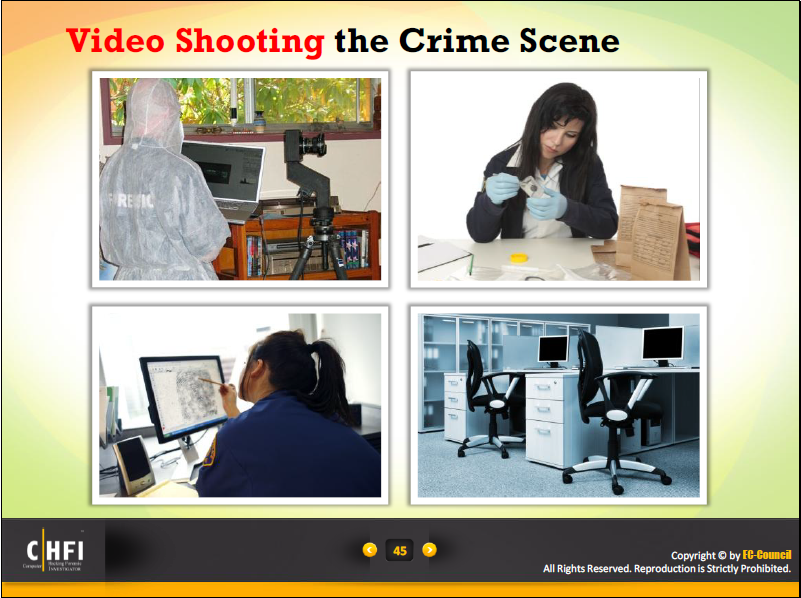 Video Shooting the Crime Scene
FORENSIC
CHFI
Computer
Hacking Forensic
INVESTIGATOR
45
Copyright © by EC-Council
All Rights Reserved. Reproduction is Strictly Prohibited.